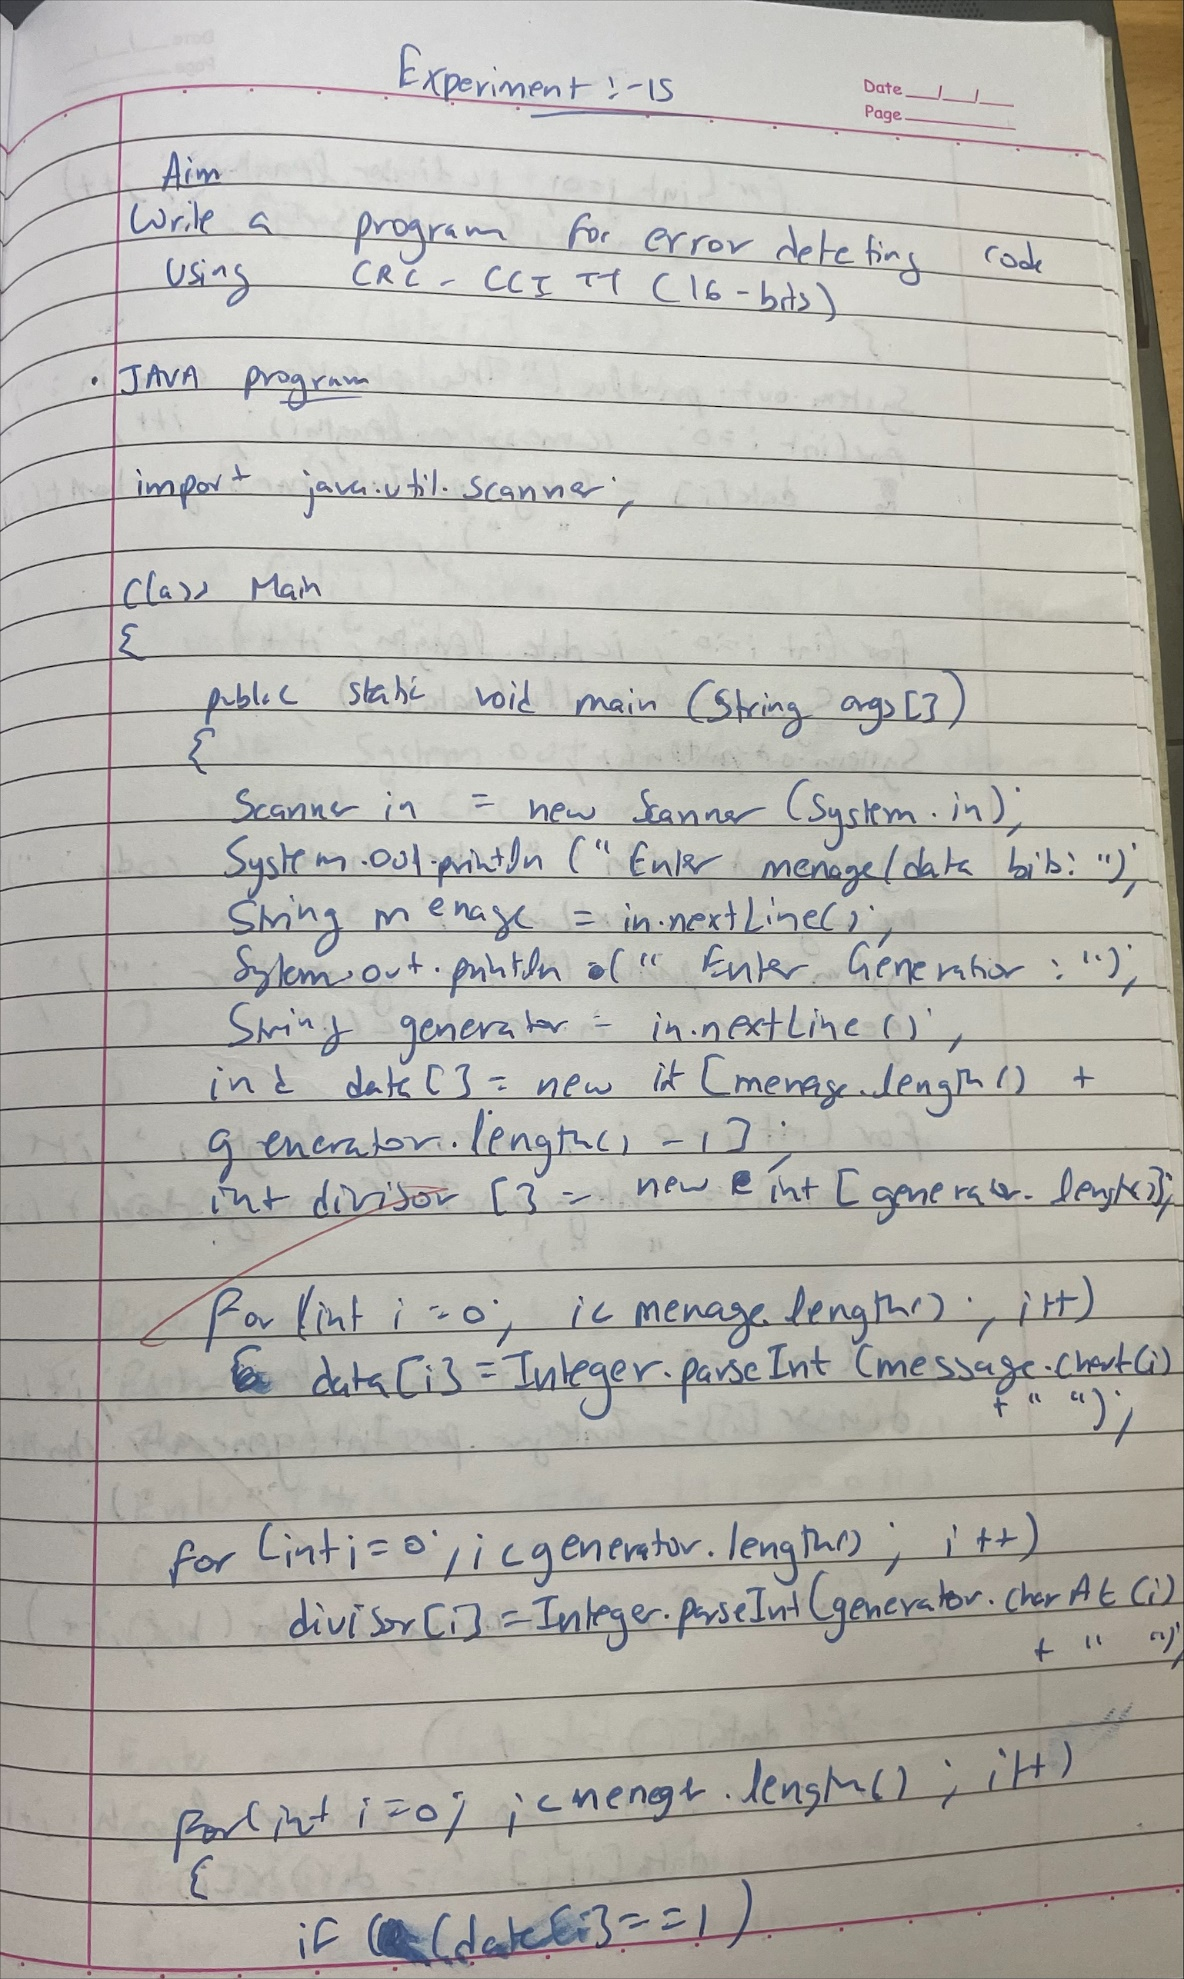 Experiment :-15
Date
Page
Aim
Write a program for error deteting code
using CRC - CCITT (16-bits)
. JAVA program
import java.util.Scanner;
Class Main
{
public static void main (String args[])
{
Scanner in = new Scanner (System.in);
System.out.println ("Enter message/data bits: ");
String message = in.nextLine();
System.out.println ("Enter Generatior : ");
String generator = in.nextLine();
int data[] = new it [message.length() +
generator.length() -1];
int divisor [] = new int [generator.length];
for (int i=0; i< message.length(); i++)
data[i] = Integer.parseInt (message.charAt(i)
+ " ");
for (int i=0; i<generator.length(); i++)
divisor[i] = Integer.parseInt(generator.charAt(i)
+ " ")
for(int i=0; i<message.length(); i++)
{
if (data[i]==1)